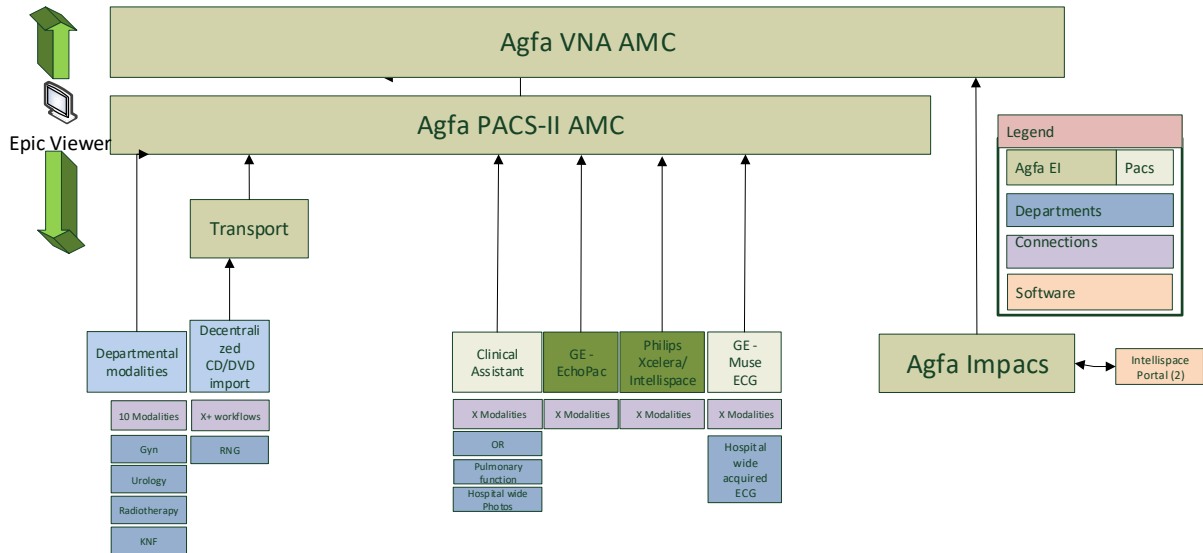 Agfa VNA AMC
Epic Viewer
Agfa PACS-II AMC
Legend
Agfa EI
Pacs
Departments
Connections
Software
Transport
Departmental
modalities
10 Modalities
Gyn
Urology
Radiotherapy
KNF
Decentrali
zed
CD/DVD
import
X+ workflows
RNG
Clinical
Assistant
X Modalities
OR
Pulmonary
function
Hospital wide
Photos
GE -
EchoPac
X Modalities
Philips
Xcelera/
Intellispace
X Modalities
GE -
Muse
ECG
X Modalities
Hospital
wide
acquired
ECG
Agfa Impacs
Intellispace
Portal (2)